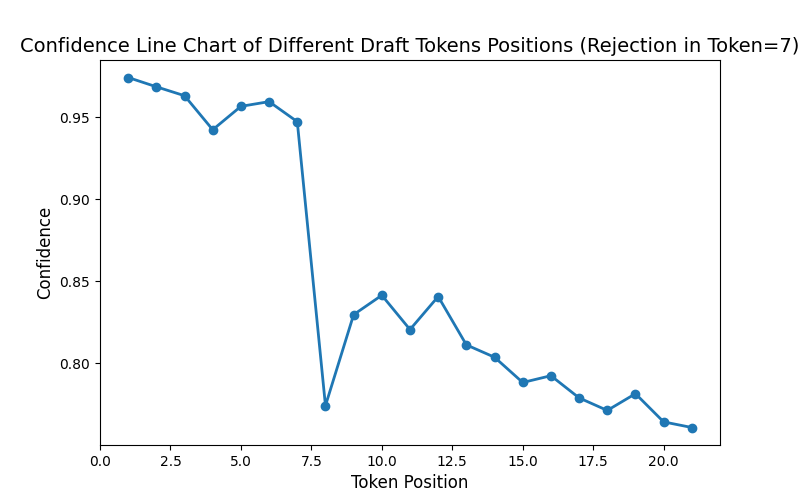 Confidence Line Chart of Different Draft Tokens Positions (Rejection in Token=7)
Confidence
0.95
0.90
0.85
0.80
0.0 2.5 5.0 7.5 10.0 12.5 15.0 17.5 20.0
Token Position